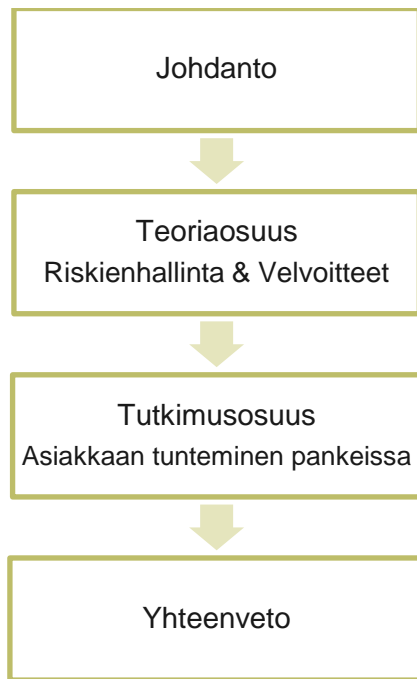 Johdanto
Teoriaosuus
Riskienhallinta & Velvoitteet
Tutkimusosuus
Asiakkaan tunteminen pankeissa
Yhteenveto